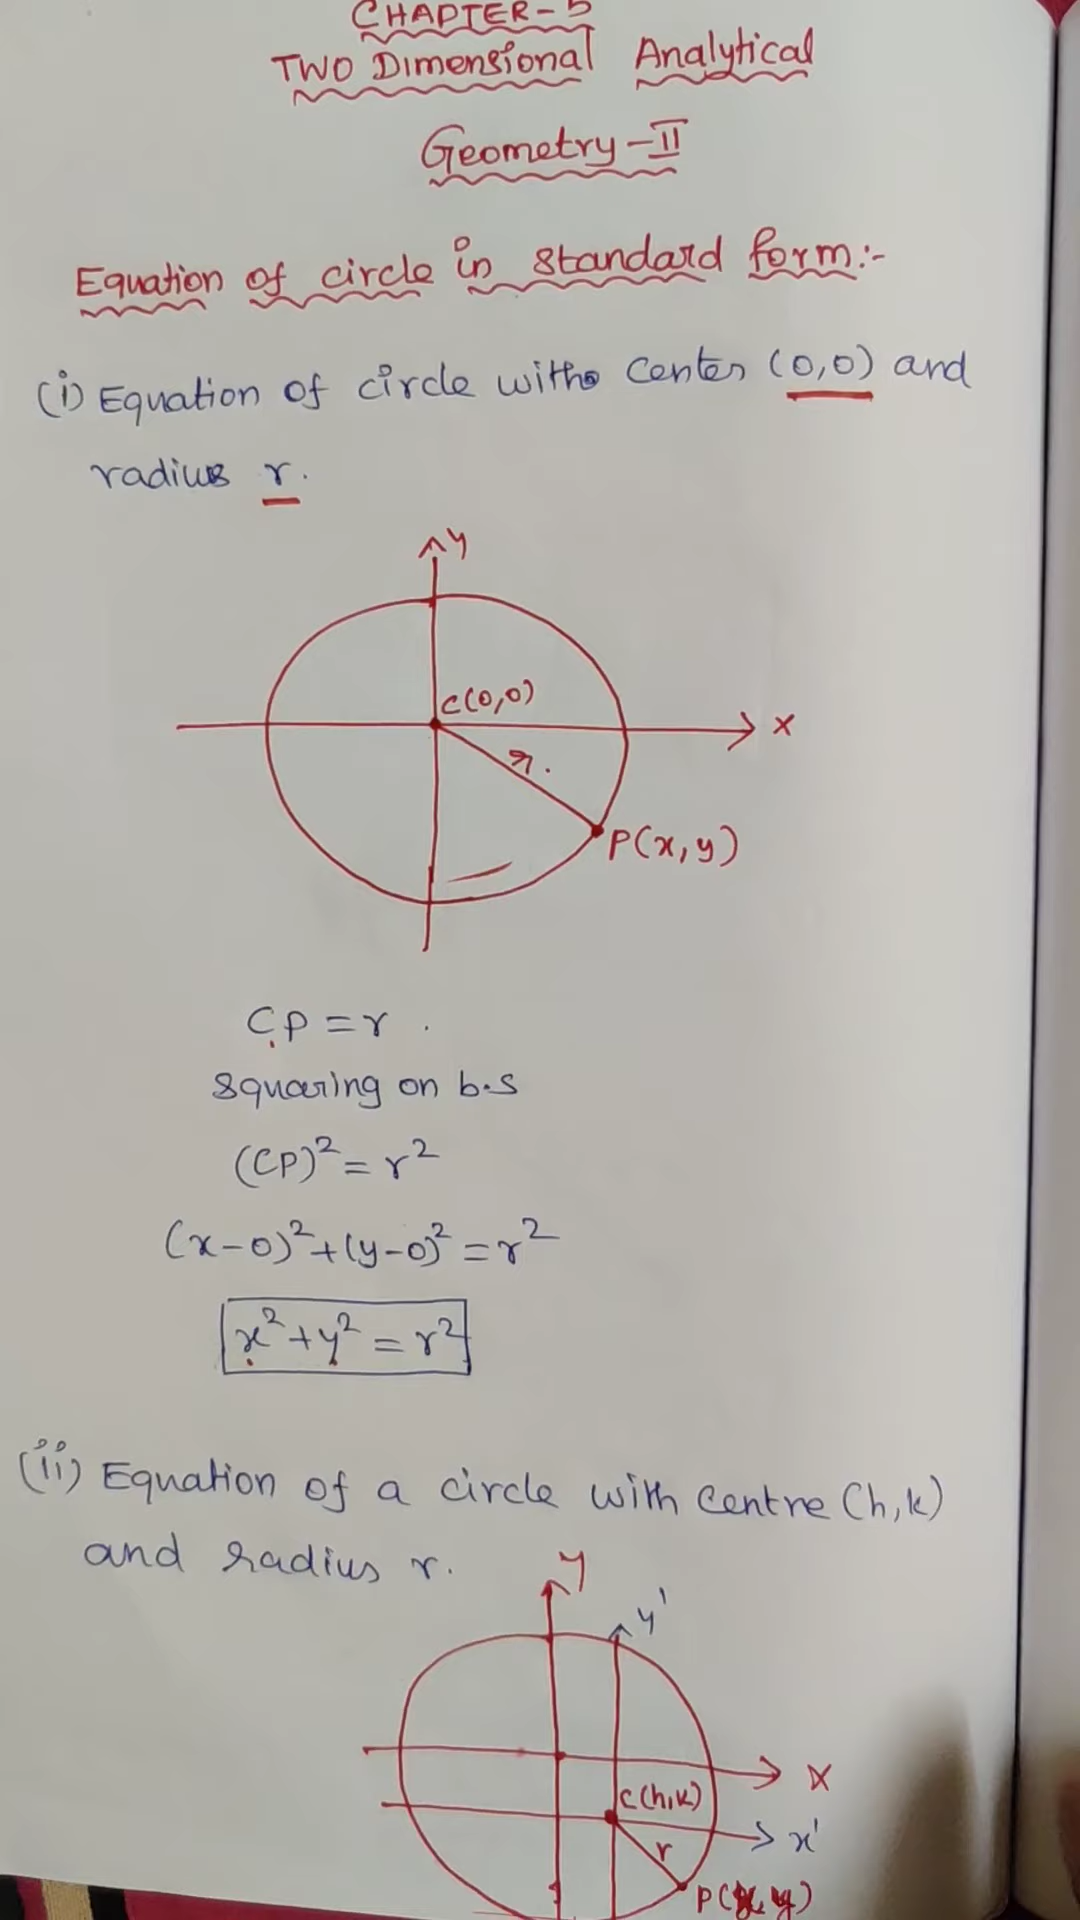 CHAPTER-5
TWO Dimensional Analytical
Geometry-II
Equation of circle in standard form:-
(i) Equation of circle with center (0,0) and
radius r.
y
C(0,0)
x
r.
P(x,y)
CP = r.
squaring on b.s
(CP)² = r²
(x-0)²+(y-0)² = r²
x²+y² = r²
(ii) Equation of a circle with centre (h,k)
and radius r.
y
y'
x
C(h,k)
x'
r
P(x,y)